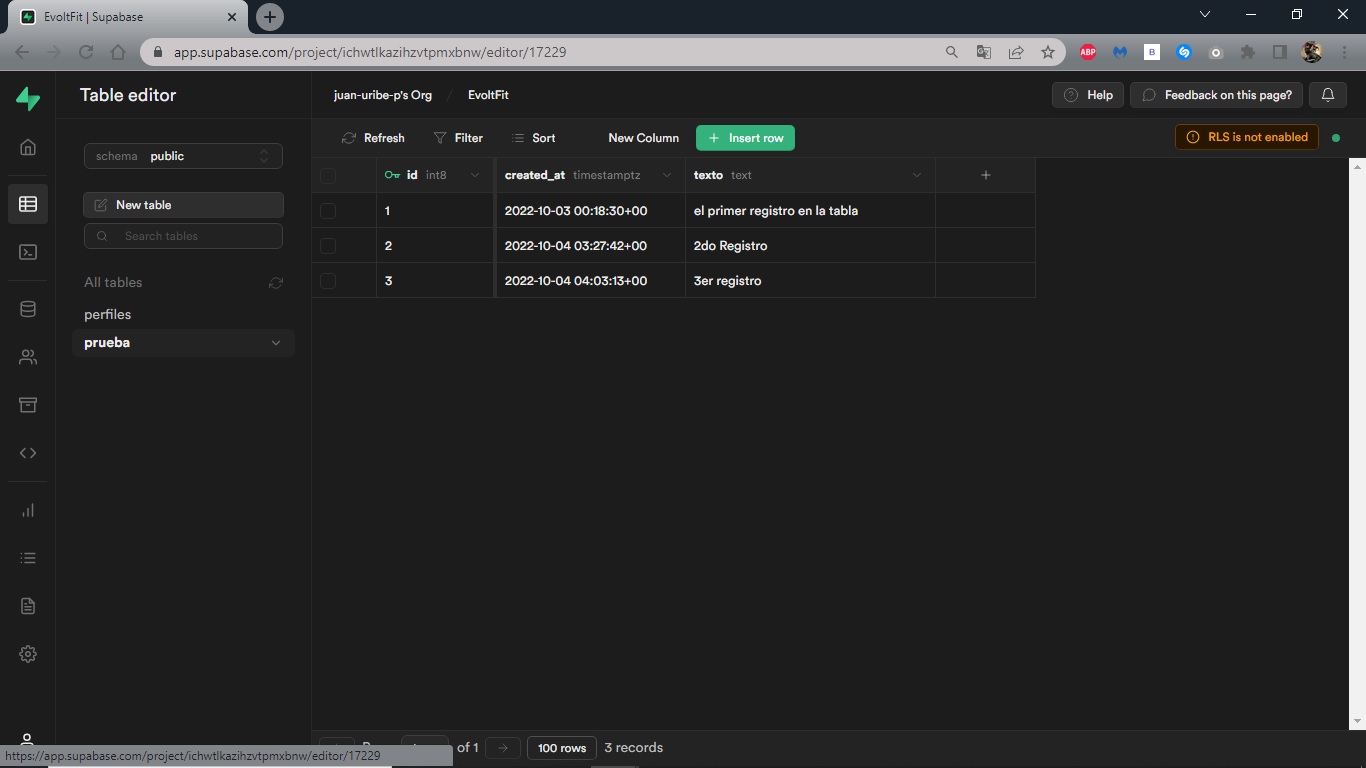 EvoltFit | Supabase
app.supabase.com/project/ichwtlkazihzvtpmxbnw/editor/17229
ABP
B
Table editor
juan-uribe-p's Org / EvoltFit
Help
Feedback on this page?
schema public
Refresh
Filter
Sort
New Column
+ Insert row
RLS is not enabled
New table
Search tables
All tables
perfiles
prueba
id int8
created_at timestamptz
texto text
+
1 2022-10-03 00:18:30+00 el primer registro en la tabla
2 2022-10-04 03:27:42+00 2do Registro
3 2022-10-04 04:03:13+00 3er registro
of 1
100 rows
3 records
https://app.supabase.com/project/ichwtlkazihzvtpmxbnw/editor/17229